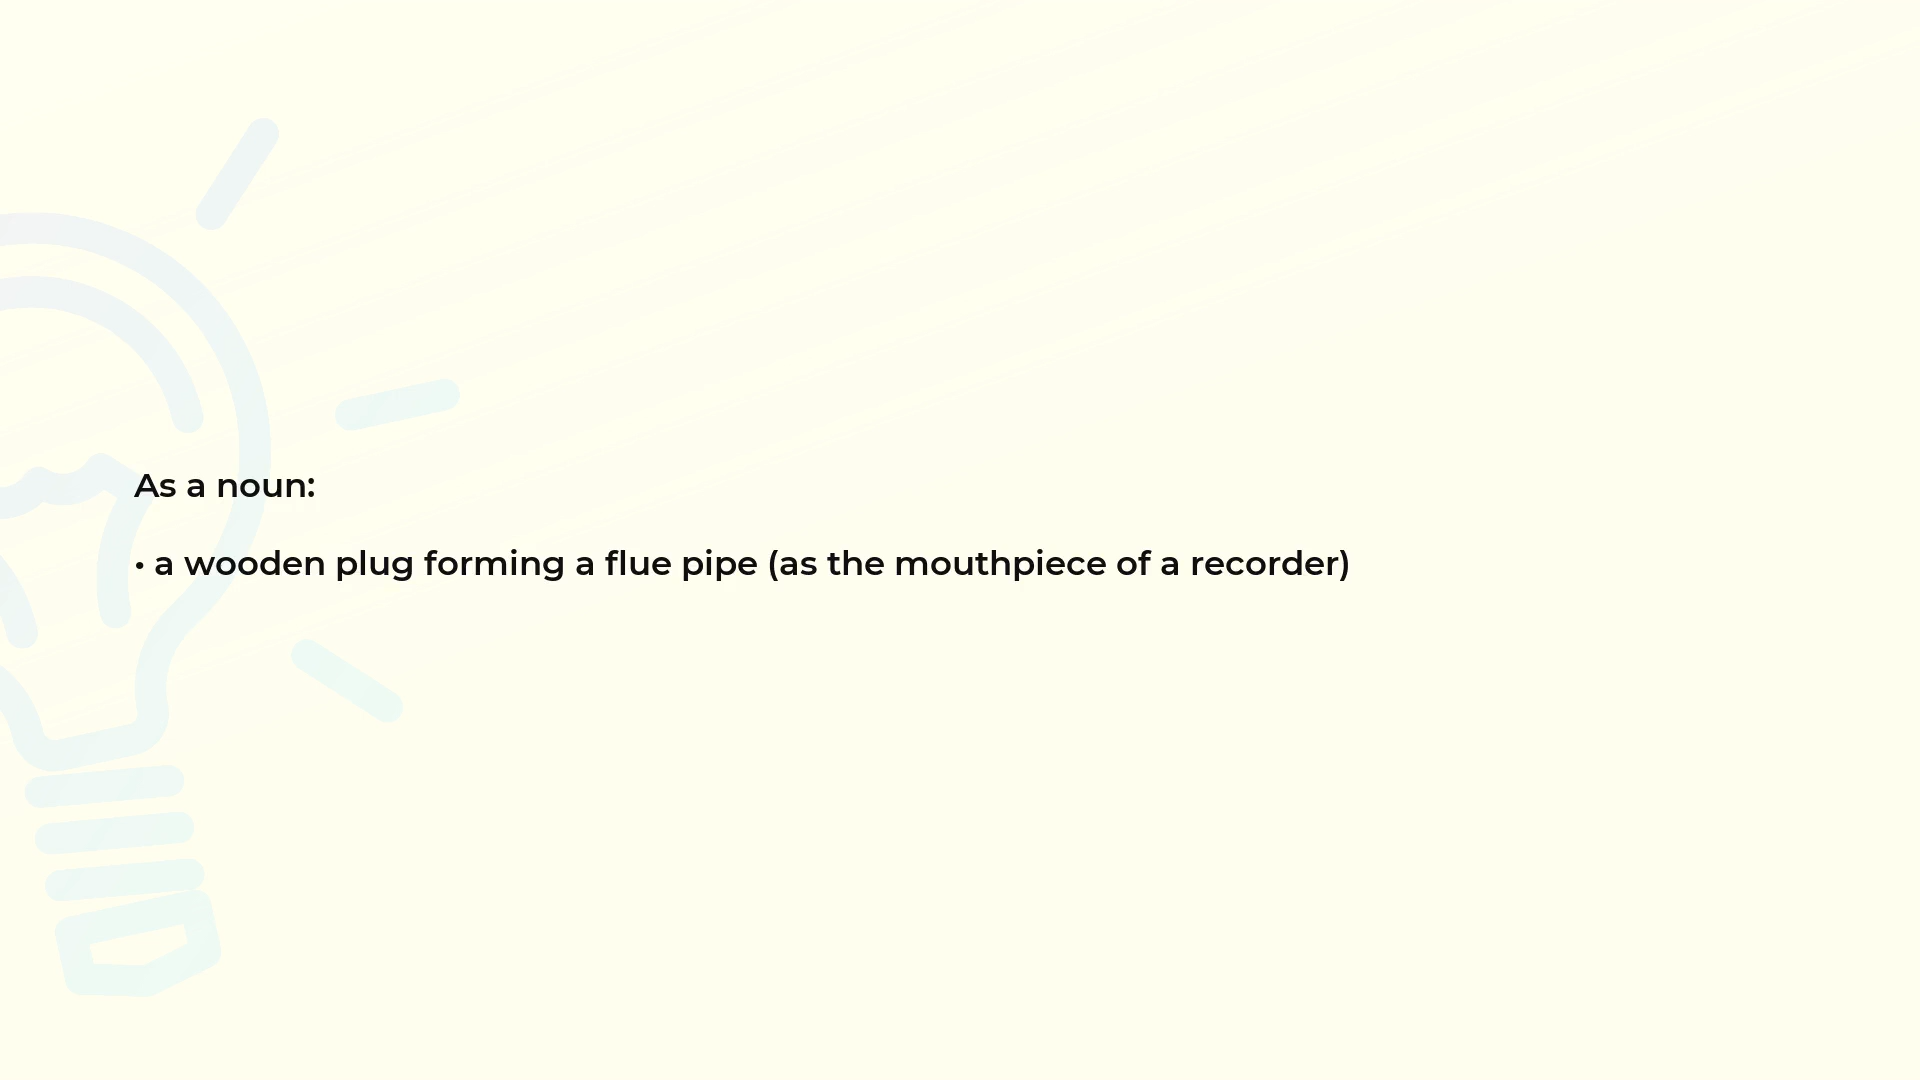 As a noun:
• a wooden plug forming a flue pipe (as the mouthpiece of a recorder)